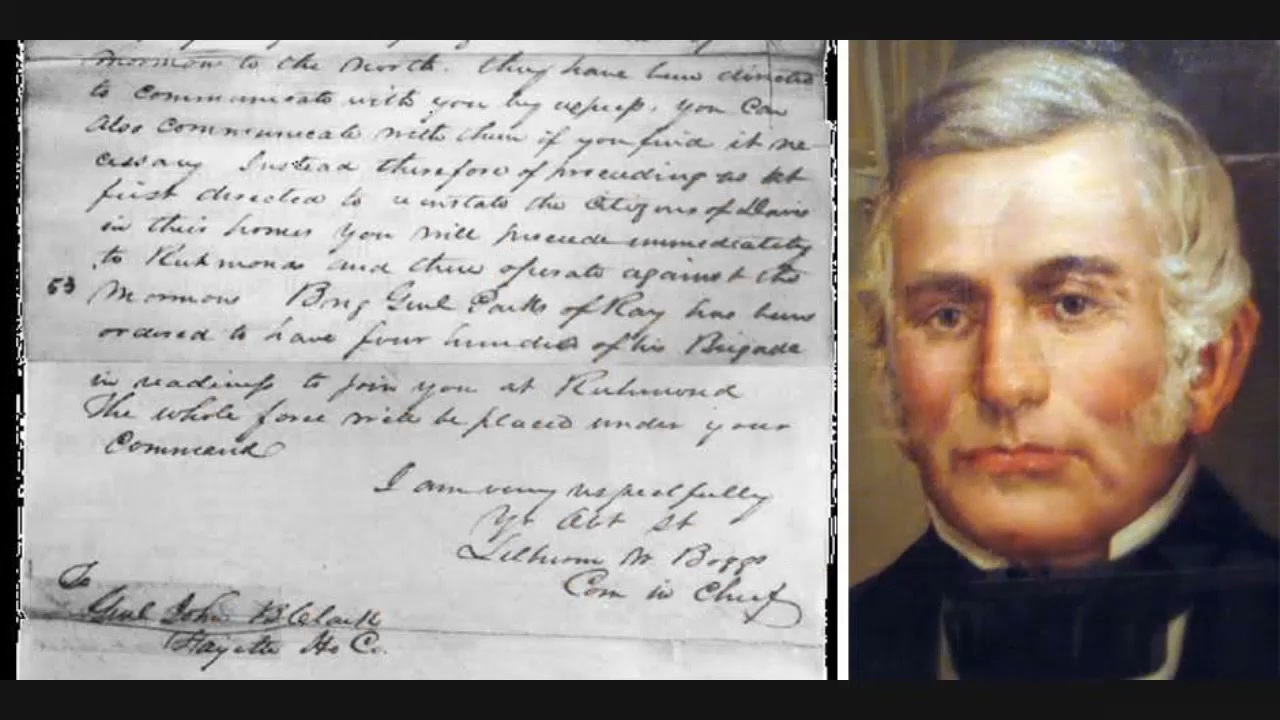 Mormons to the North. They have been directed
to communicate with you by express. You can
also communicate with them if you find it ne-
cessary Instead therefore of proceeding as at
first directed to reinstate the Citizens of Davis
in their homes you will proceed immediately
to Richmond and there operate against the
53 Mormons Brig Genl Parks of Ray has been
ordered to have four hundred of his Brigade
in readiness to join you at Richmond
The whole force will be placed under your
Command
I am very respectfully
Yr Obt St
Lilburn W Boggs
Com in Chief
To
Genl John B Clark
Fayette Ho Co.